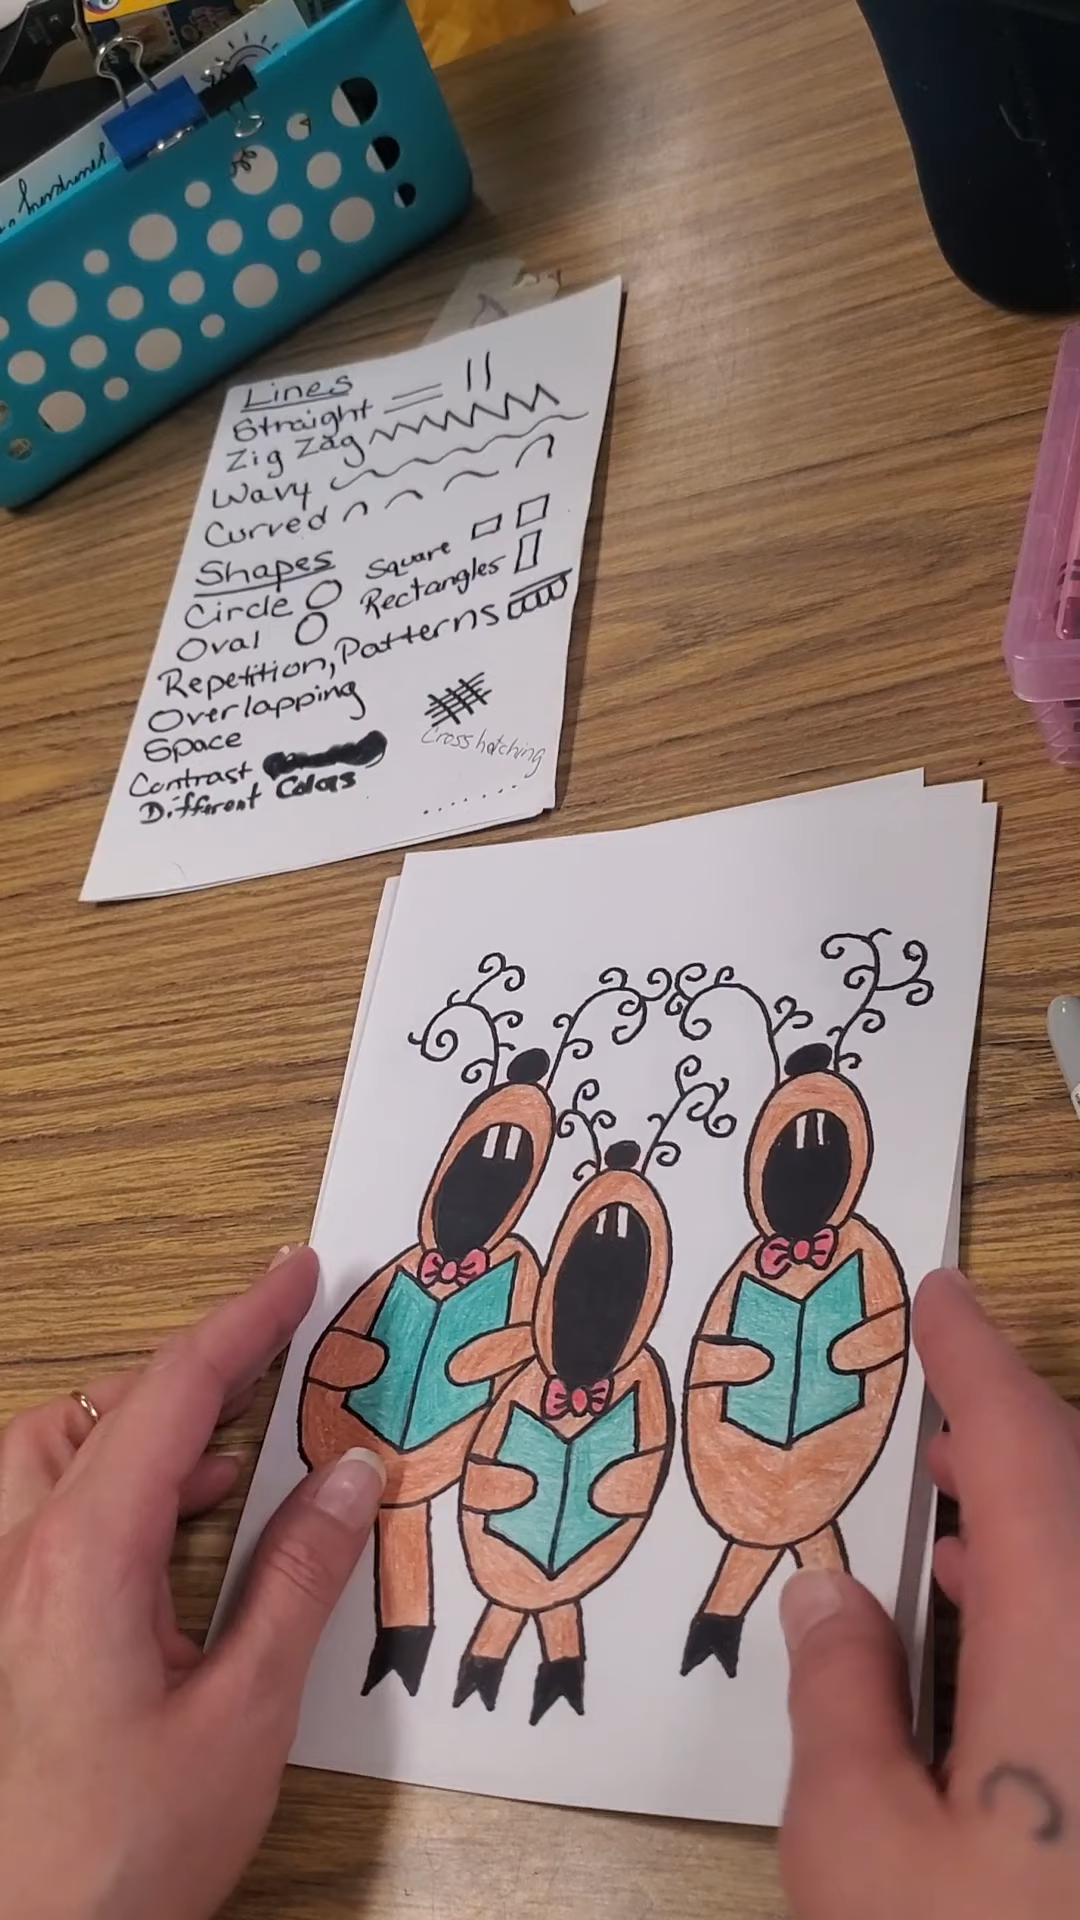 Lines
Straight
Zig Zag
Wavy
Curved
Shapes
Circle
Square
Oval
Rectangles
Repetition, Patterns
Overlapping
Space
Crosshatching
Contrast
Different Colors